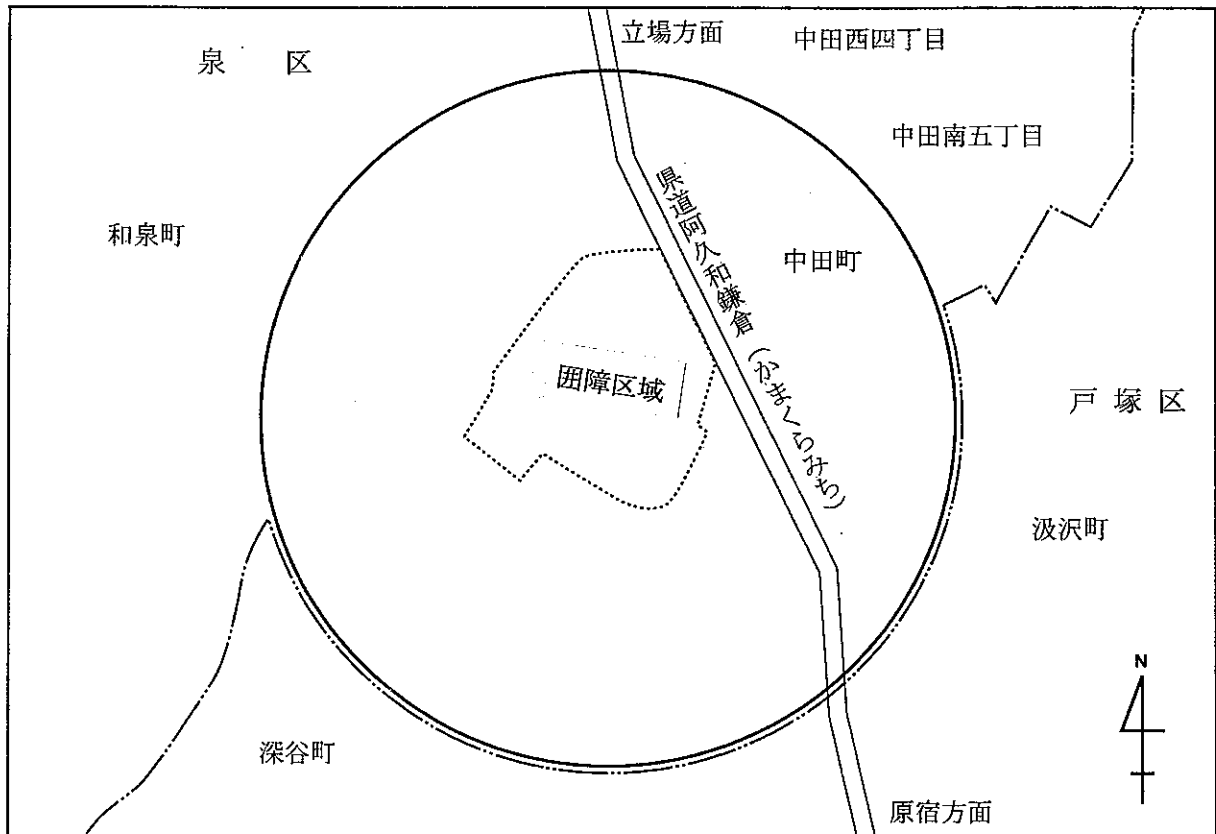 立場方面
中田西四丁目
泉 区
中田南五丁目
県道阿久和鎌倉（かまくらみち）
和泉町
中田町
囲障区域
戸塚区
汲沢町
N
深谷町
原宿方面